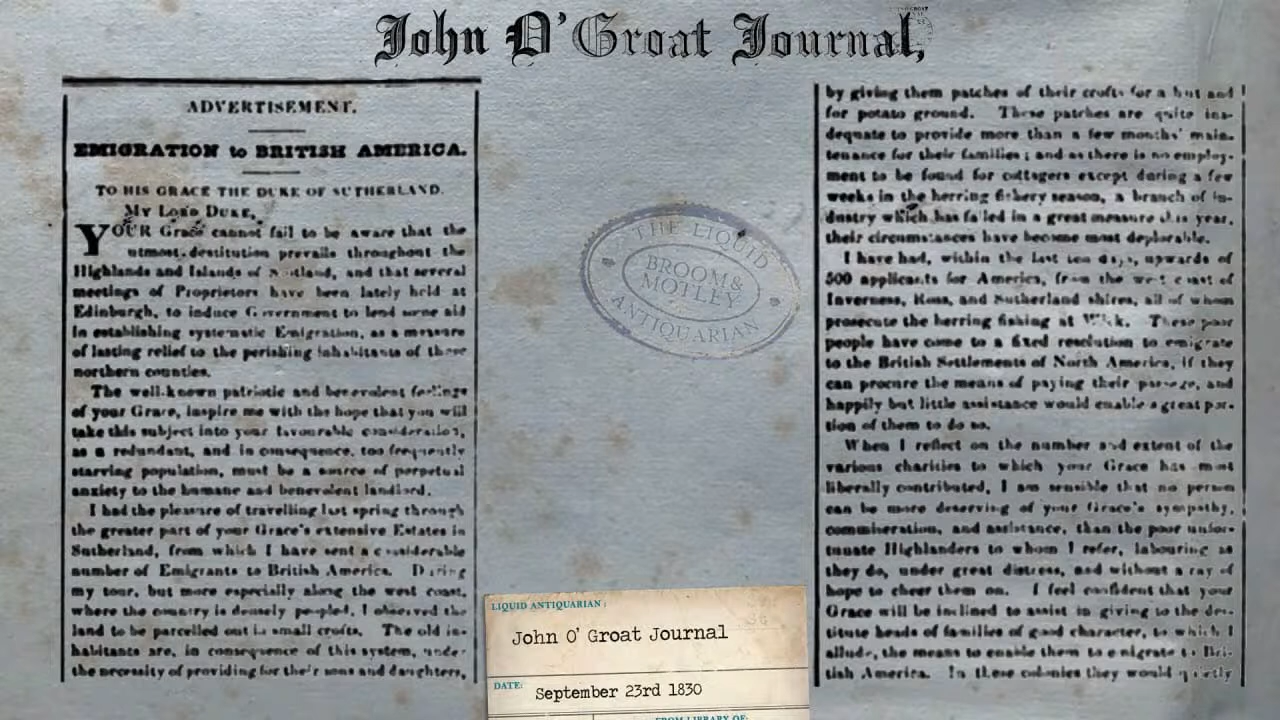 John O' Groat Journal,
ADVERTISEMENT.
EMIGRATION to BRITISH AMERICA.
TO HIS GRACE THE DUKE OF SUTHERLAND.
My Lord Duke,
YOUR Grace cannot fail to be aware that the
utmost destitution prevails throughout the
Highlands and Islands of Scotland, and that several
meetings of Proprietors have been lately held at
Edinburgh, to induce Government to lend some aid
in establishing systematic Emigration, as a measure
of lasting relief to the perishing inhabitants of these
northern counties.
The well-known patriotic and benevolent feelings
of your Grace, inspire me with the hope that you will
take this subject into your favourable consideration,
as a redundant, and in consequence, too frequently
starving population, must be a source of perpetual
anxiety to the humane and benevolent landlord.
I had the pleasure of travelling last spring through
the greater part of your Grace's extensive Estates in
Sutherland, from which I have sent a considerable
number of Emigrants to British America. During
my tour, but more especially along the west coast,
where the country is densely peopled, I observed the
land to be parcelled out in small crofts. The old in-
habitants are, in consequence of this system, under
the necessity of providing for their sons and daughters,
THE LIQUID
BROOM &
MOTLEY
ANTIQUARIAN
LIQUID ANTIQUARIAN:
John O' Groat Journal
DATE: September 23rd 1830
FROM LIBRARY OF:
by giving them patches of their crofts for a hut and
for potato ground. These patches are quite ina-
dequate to provide more than a few months' main-
tenance for their families; and as there is no employ-
ment to be found for cottagers except during a few
weeks in the herring fishery season, a branch of in-
dustry which has failed in a great measure this year,
their circumstances have become most deplorable.
I have had, within the last ten days, upwards of
500 applicants for America, from the west coast of
Inverness, Ross, and Sutherland shires, all of whom
prosecute the herring fishing at Wick. These poor
people have come to a fixed resolution to emigrate
to the British Settlements of North America, if they
can procure the means of paying their passage, and
happily but little assistance would enable a great por-
tion of them to do so.
When I reflect on the number and extent of the
various charities to which your Grace has most
liberally contributed, I am sensible that no person
can be more deserving of your Grace's sympathy,
commiseration, and assistance, than the poor unfor-
tunate Highlanders to whom I refer, labouring as
they do, under great distress, and without a ray of
hope to cheer them on. I feel confident that your
Grace will be inclined to assist in giving to the des-
titute heads of families of good character, to which I
allude, the means to enable them to emigrate to Bri-
tish America. In these colonies they would quietly